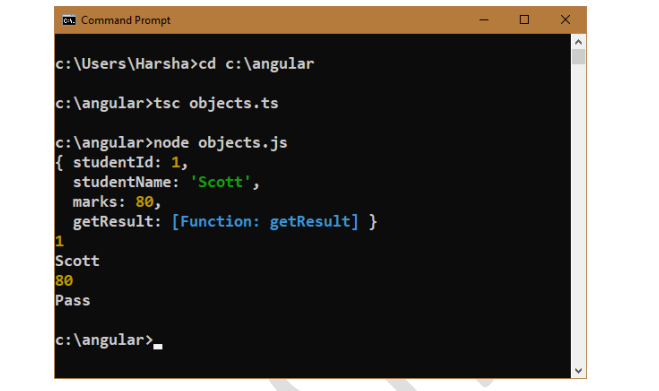 Command Prompt
c:\Users\Harsha>cd c:\angular
c:\angular>tsc objects.ts
c:\angular>node objects.js
{ studentId: 1,
  studentName: 'Scott',
  marks: 80,
  getResult: [Function: getResult] }
1
Scott
80
Pass
c:\angular>